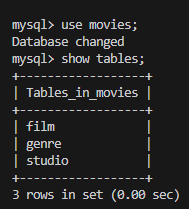 mysql> use movies;
Database changed
mysql> show tables;
+------------------+
| Tables_in_movies |
+------------------+
| film             |
| genre            |
| studio           |
+------------------+
3 rows in set (0.00 sec)